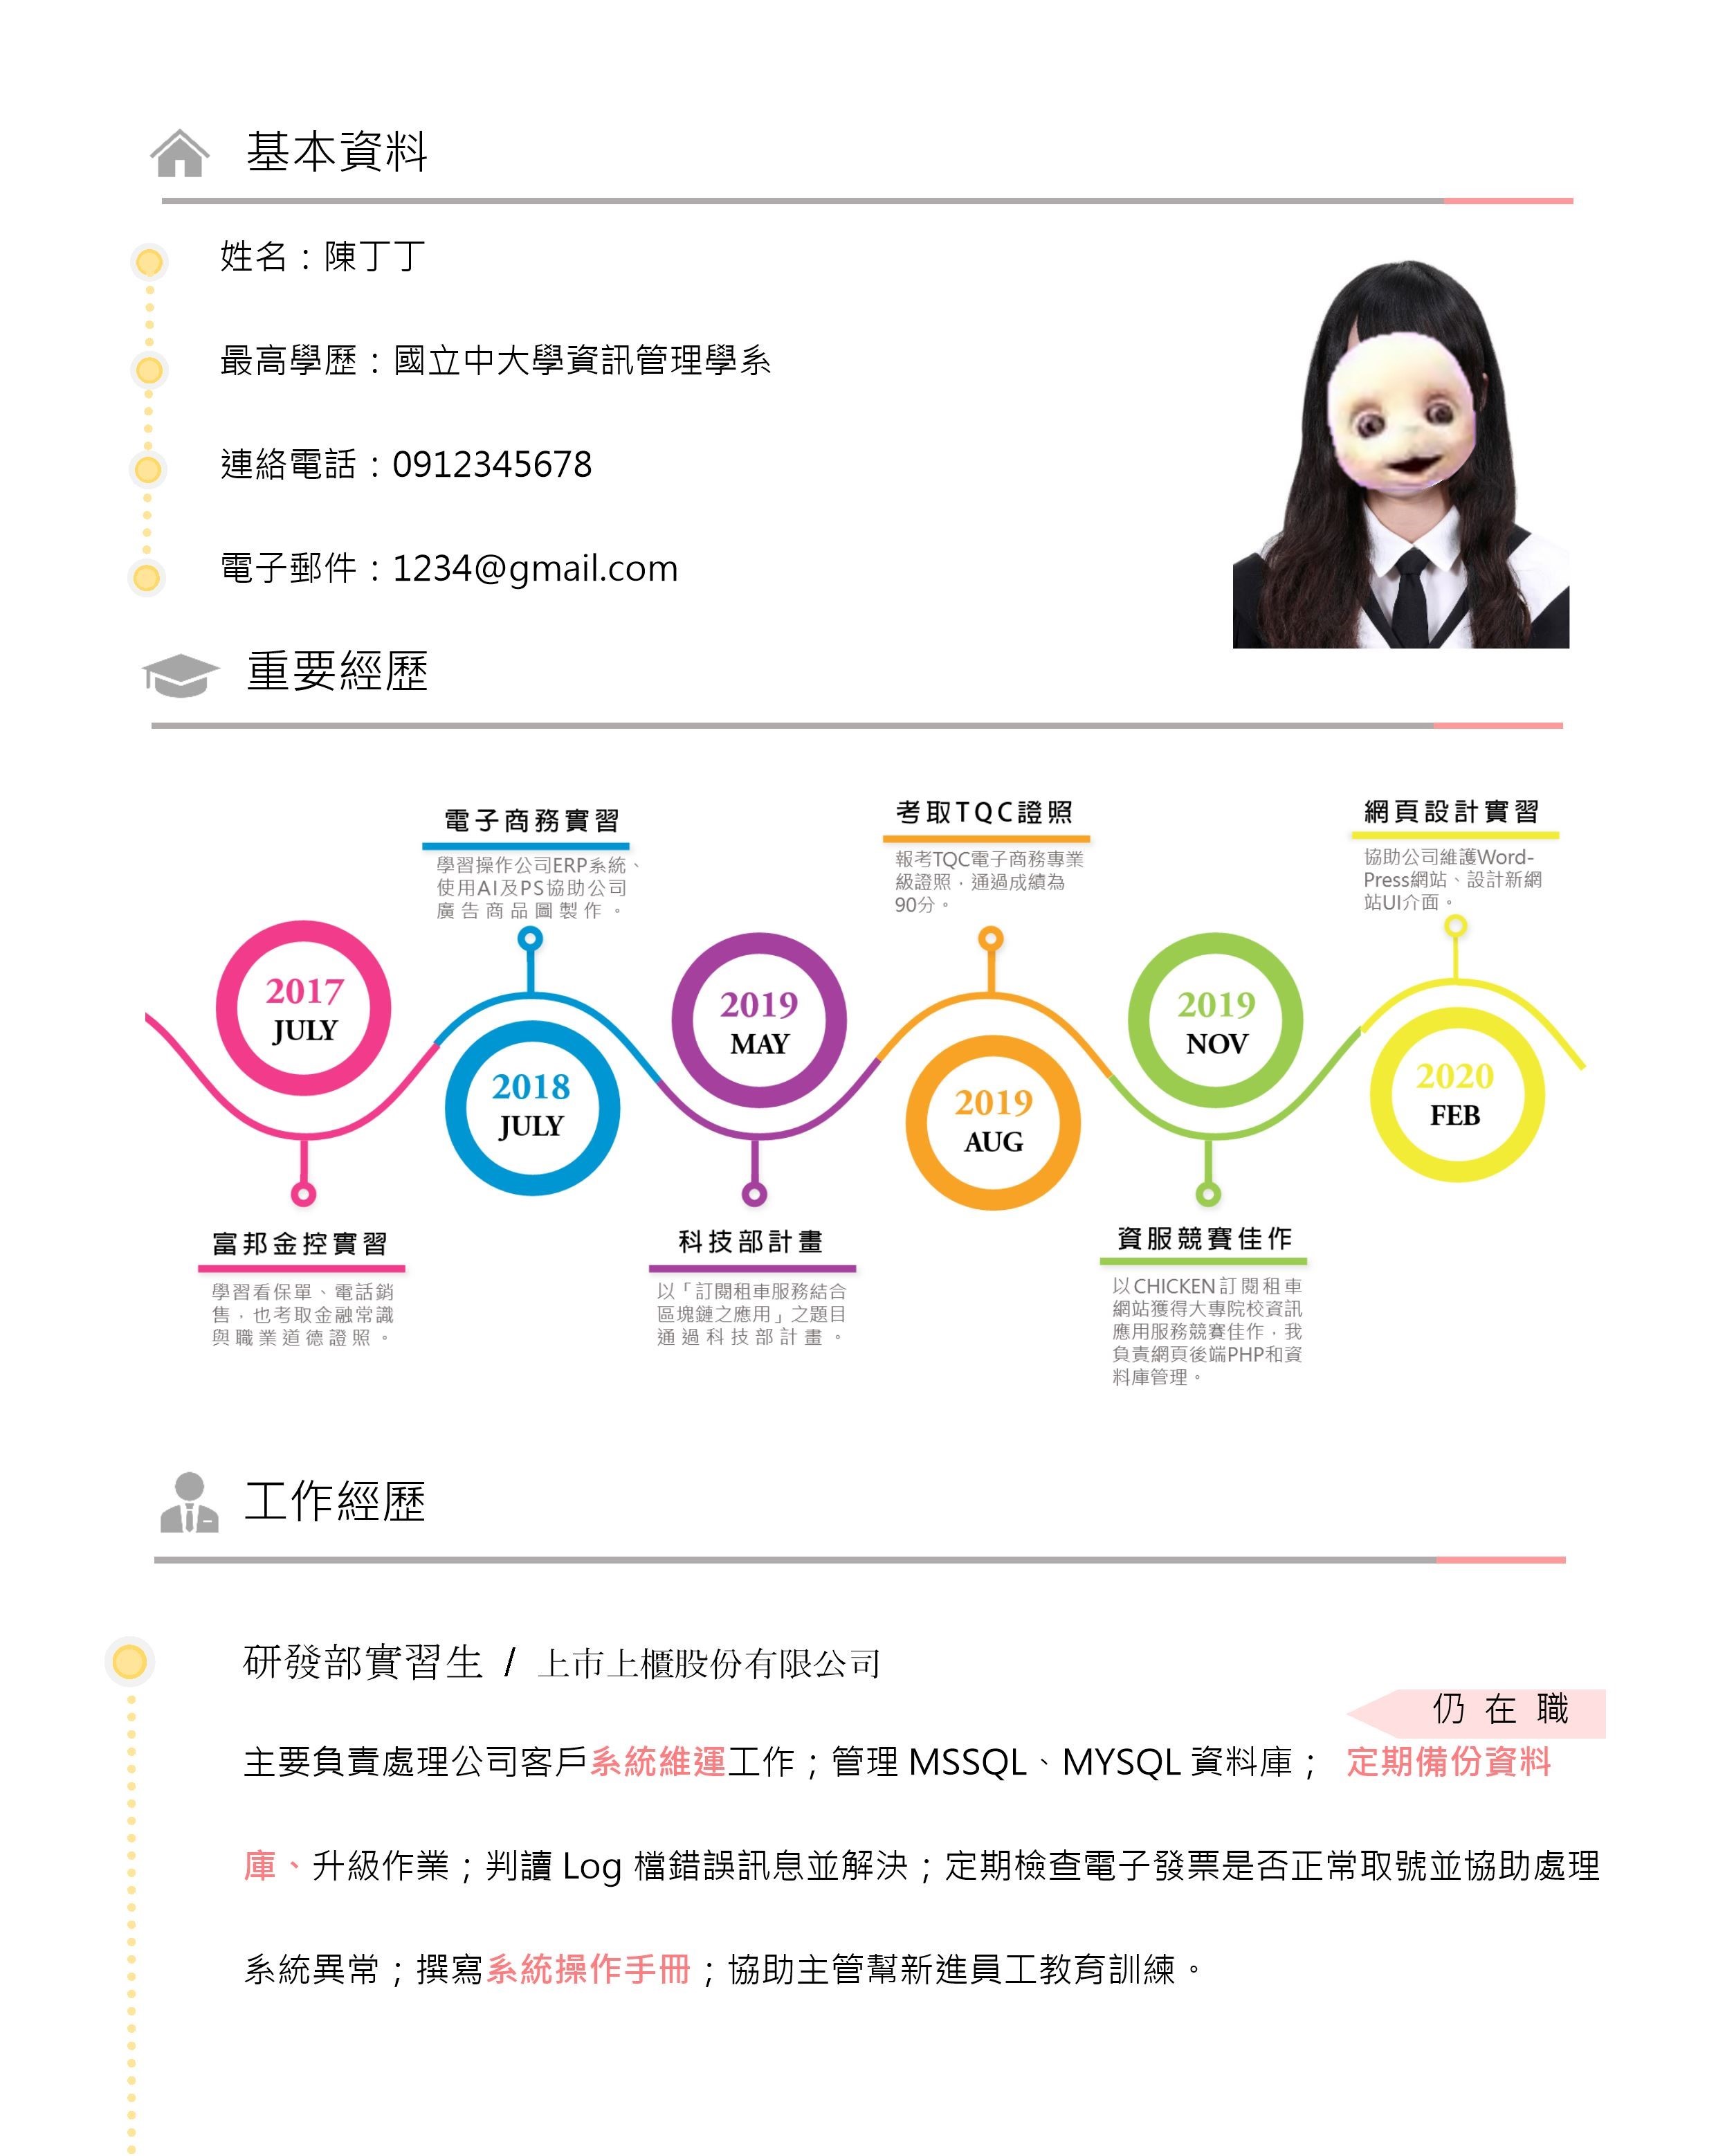 基本資料
姓名：陳丁丁
最高學歷：國立中大學資訊管理學系
連絡電話：0912345678
電子郵件：1234@gmail.com
重要經歷
2017
JULY
富邦金控實習
學習看保單、電話銷
售，也考取金融常識
與職業道德證照。
電子商務實習
學習操作公司ERP系統、
使用AI及PS協助公司
廣告商品圖製作。
2018
JULY
2019
MAY
科技部計畫
以「訂閱租車服務結合
區塊鏈之應用」之題目
通過科技部計畫。
考取TQC證照
報考TQC電子商務專業
級證照，通過成績為
90分。
2019
AUG
2019
NOV
資服競賽佳作
以CHICKEN訂閱租車
網站獲得大專院校資訊
應用服務競賽佳作，我
負責網頁後端PHP和資
料庫管理。
網頁設計實習
協助公司維護Word-
Press網站、設計新網
站UI介面。
2020
FEB
工作經歷
研發部實習生 / 上市上櫃股份有限公司
仍在職
主要負責處理公司客戶系統維運工作；管理 MSSQL、MYSQL 資料庫； 定期備份資料
庫、升級作業；判讀 Log 檔錯誤訊息並解決；定期檢查電子發票是否正常取號並協助處理
系統異常；撰寫系統操作手冊；協助主管幫新進員工教育訓練。